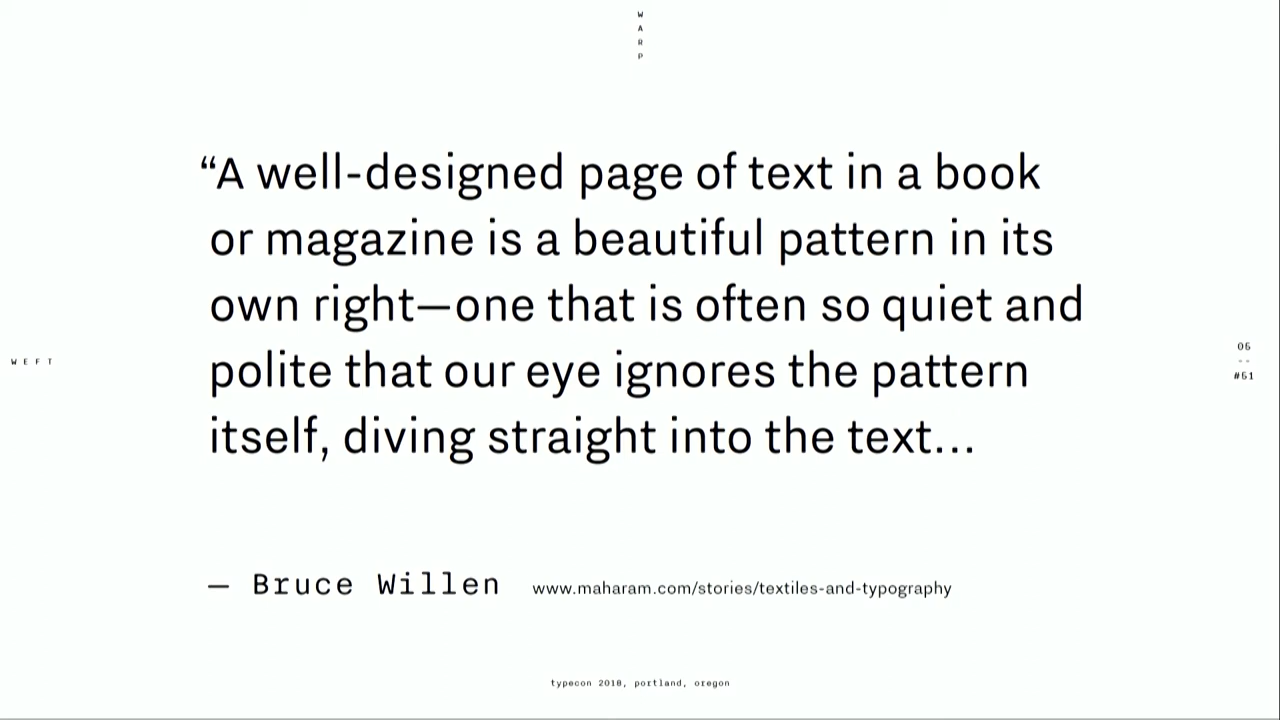 W
A
R
P
“A well-designed page of text in a book
or magazine is a beautiful pattern in its
own right—one that is often so quiet and
polite that our eye ignores the pattern
itself, diving straight into the text...
WEFT
06
--
#51
— Bruce Willen www.maharam.com/stories/textiles-and-typography
typecon 2018, portland, oregon